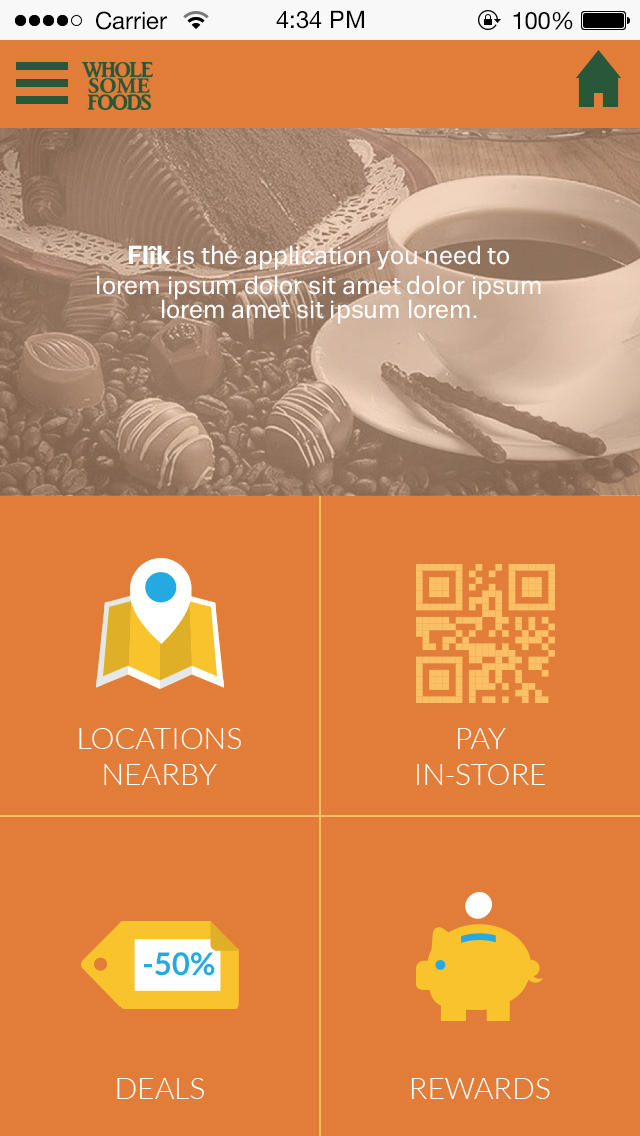 Carrier 4:34 PM 100%
WHOLE
SOME
FOODS
Flîk is the application you need to
lorem ipsum dolor sit amet dolor ipsum
lorem amet sit ipsum lorem.
LOCATIONS
NEARBY
PAY
IN-STORE
-50%
DEALS
REWARDS